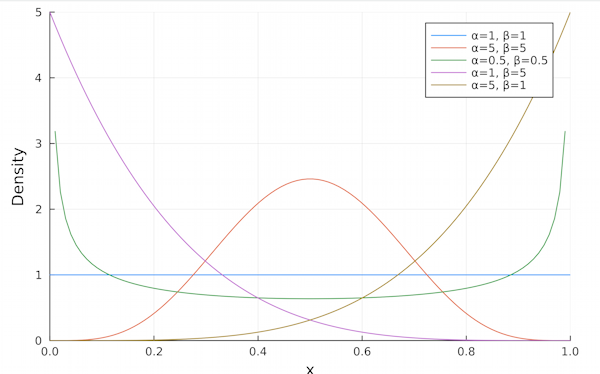 5
α=1, β=1
α=5, β=5
α=0.5, β=0.5
α=1, β=5
α=5, β=1
4
3
Density
2
1
0
0.0 0.2 0.4 0.6 0.8 1.0
x